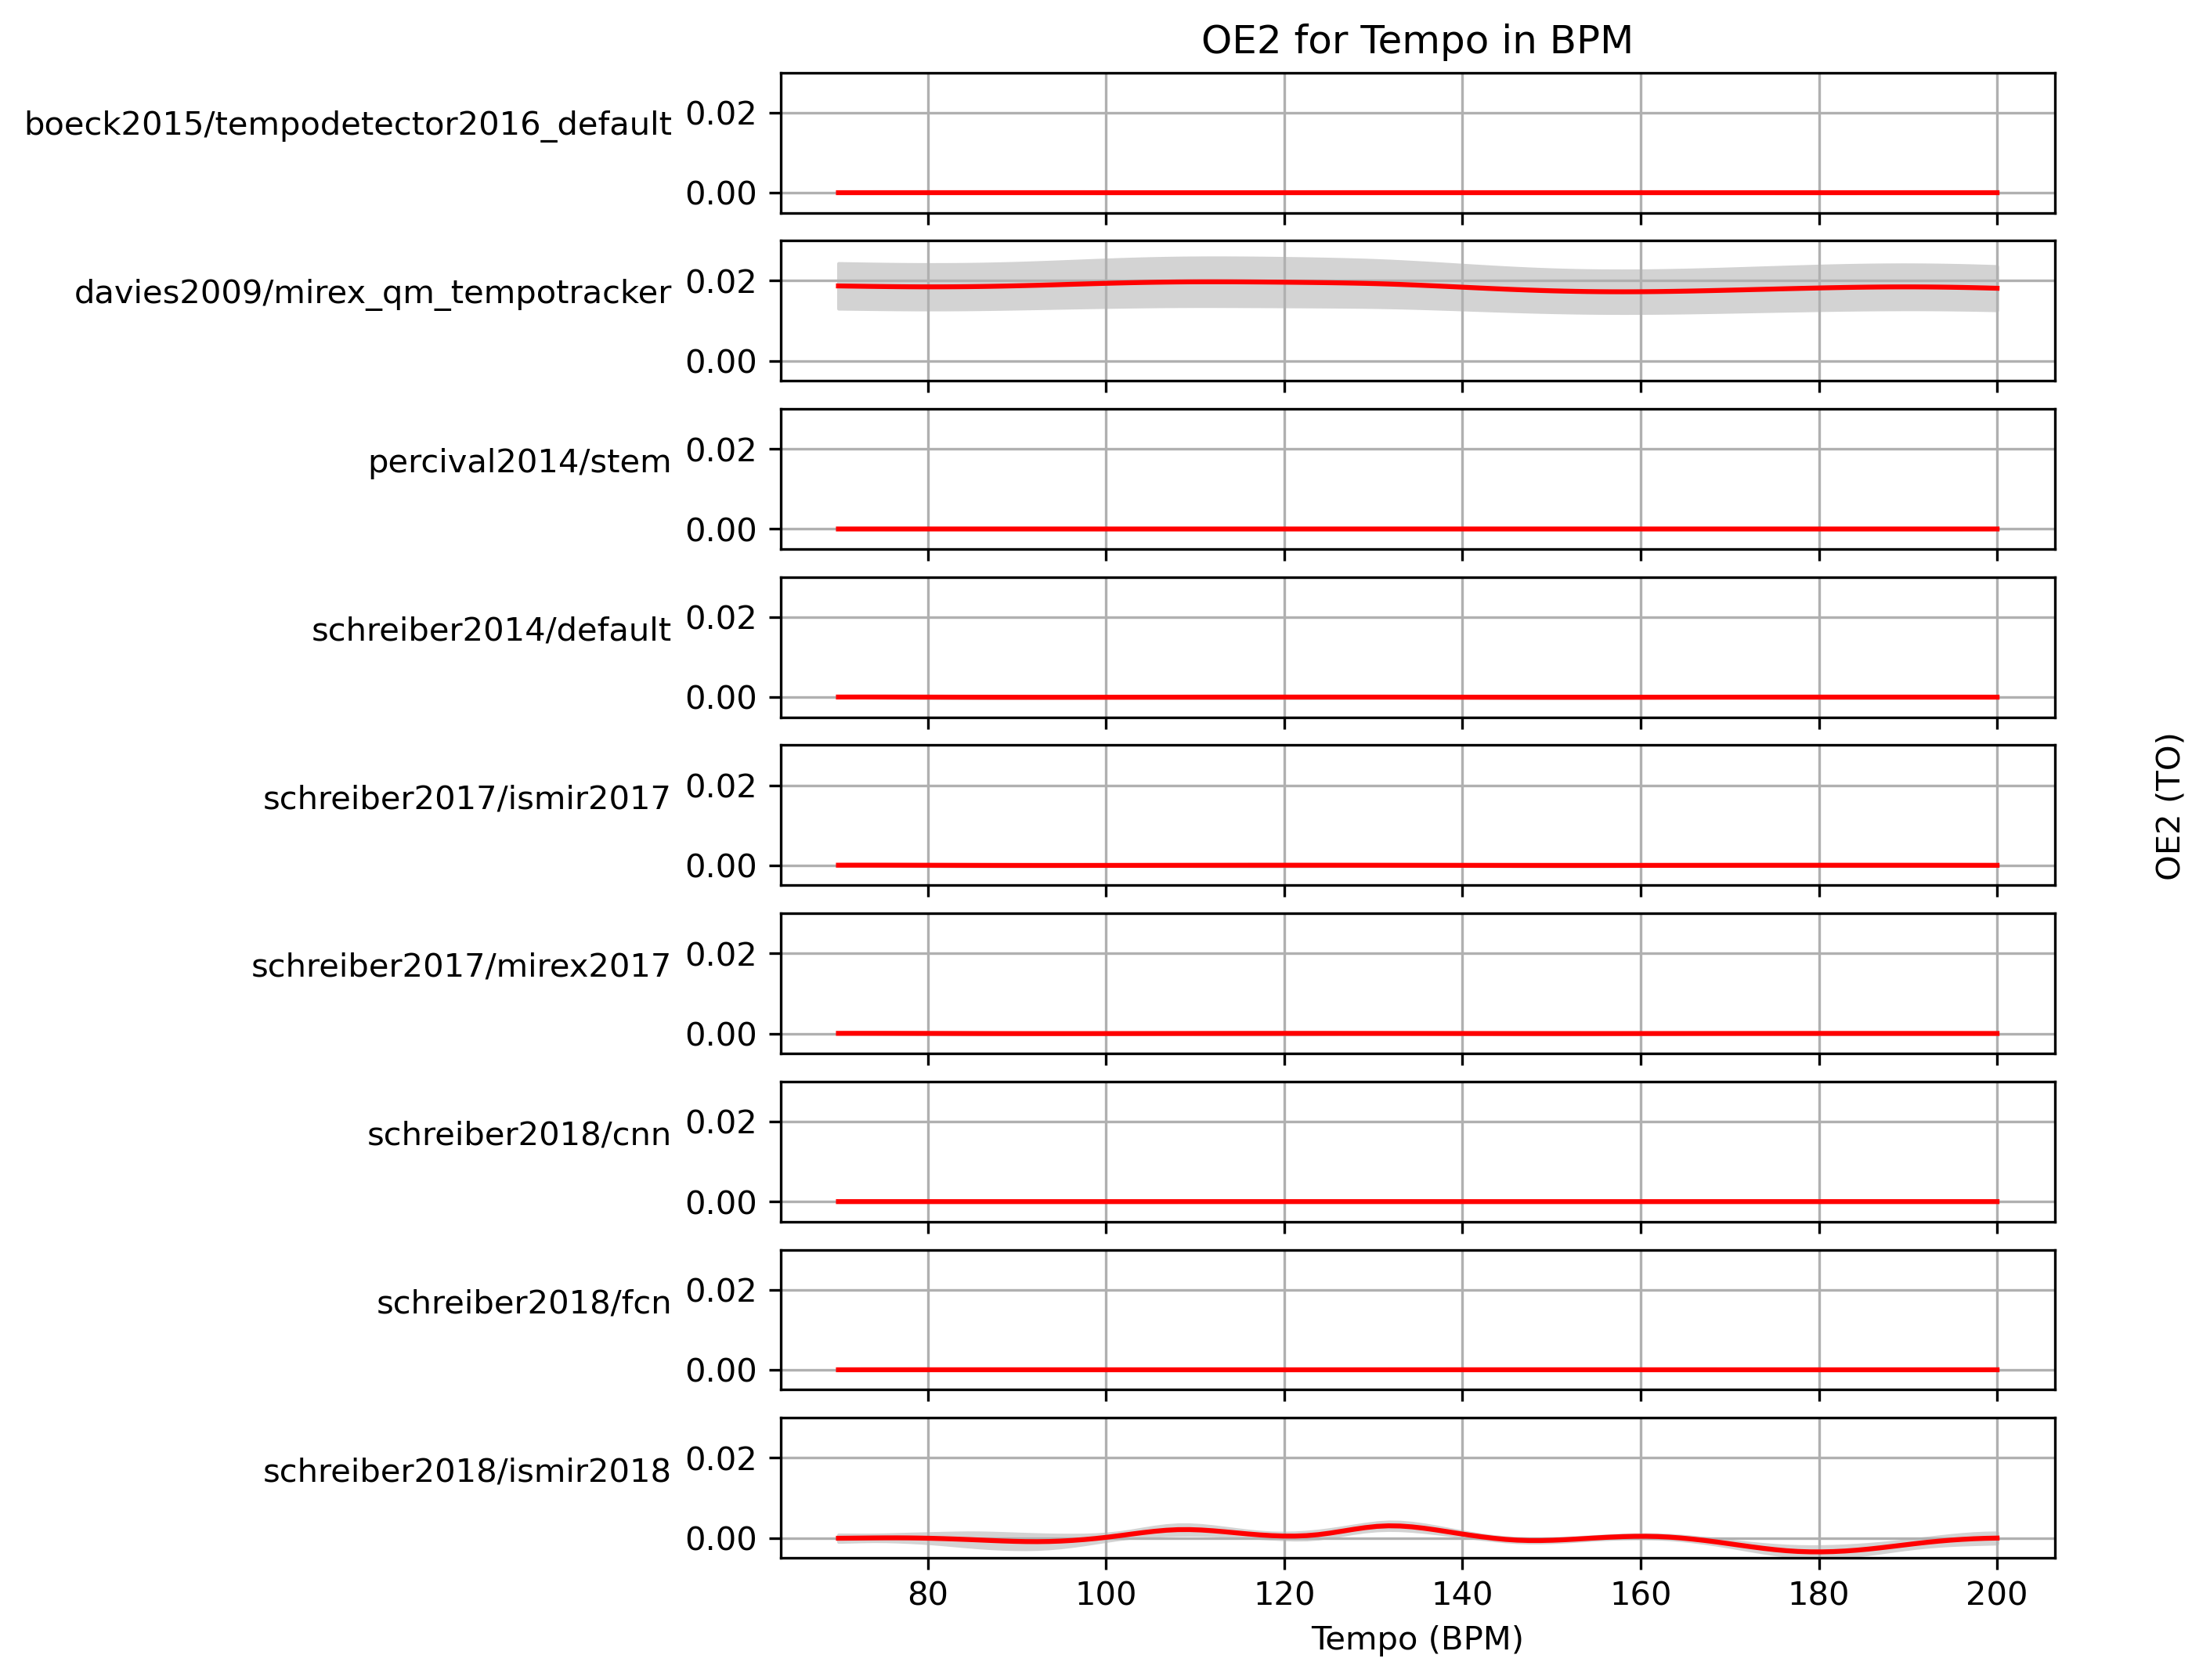 OE2 for Tempo in BPM
boeck2015/tempodetector2016_default
0.02
0.00
davies2009/mirex_qm_tempotracker
0.02
0.00
percival2014/stem
0.02
0.00
schreiber2014/default
0.02
0.00
schreiber2017/ismir2017
0.02
0.00
schreiber2017/mirex2017
0.02
0.00
schreiber2018/cnn
0.02
0.00
schreiber2018/fcn
0.02
0.00
schreiber2018/ismir2018
0.02
0.00
80 100 120 140 160 180 200
Tempo (BPM)
OE2 (TO)